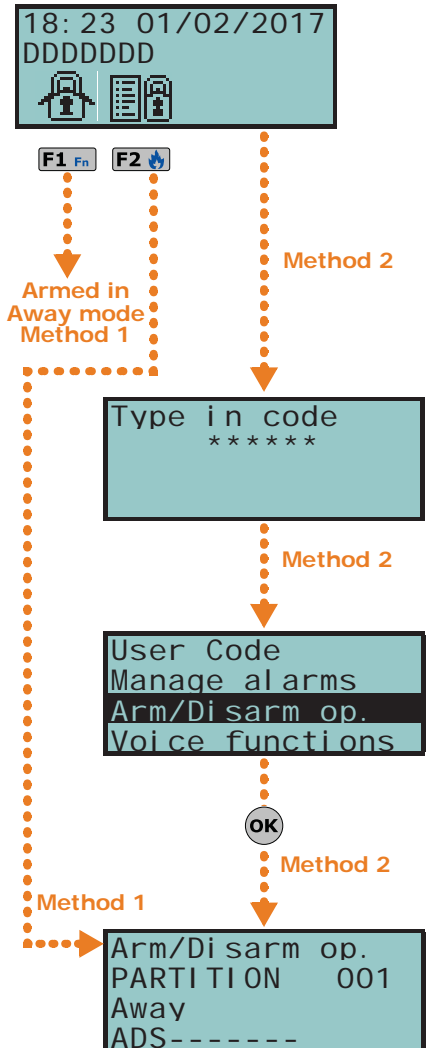 18:23 01/02/2017
DDDDDDD
F1 Fn F2
Method 2
Armed in
Away mode
Method 1
Type in code
******
Method 2
User Code
Manage alarms
Arm/Disarm op.
Voice functions
OK
Method 2
Method 1
Arm/Disarm op.
PARTITION 001
Away
ADS-------